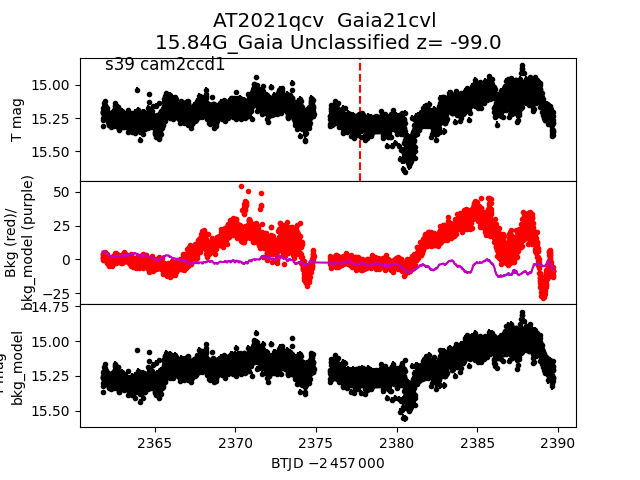 AT2021qcv  Gaia21cvl
15.84G_Gaia Unclassified z= -99.0
s39 cam2ccd1
T mag
15.00
15.25
15.50
Bkg (red)/
bkg_model (purple)
50
25
0
−25
mag
bkg_model
14.75
15.00
15.25
15.50
2365
2370
2375
2380
2385
2390
BTJD −2 457 000